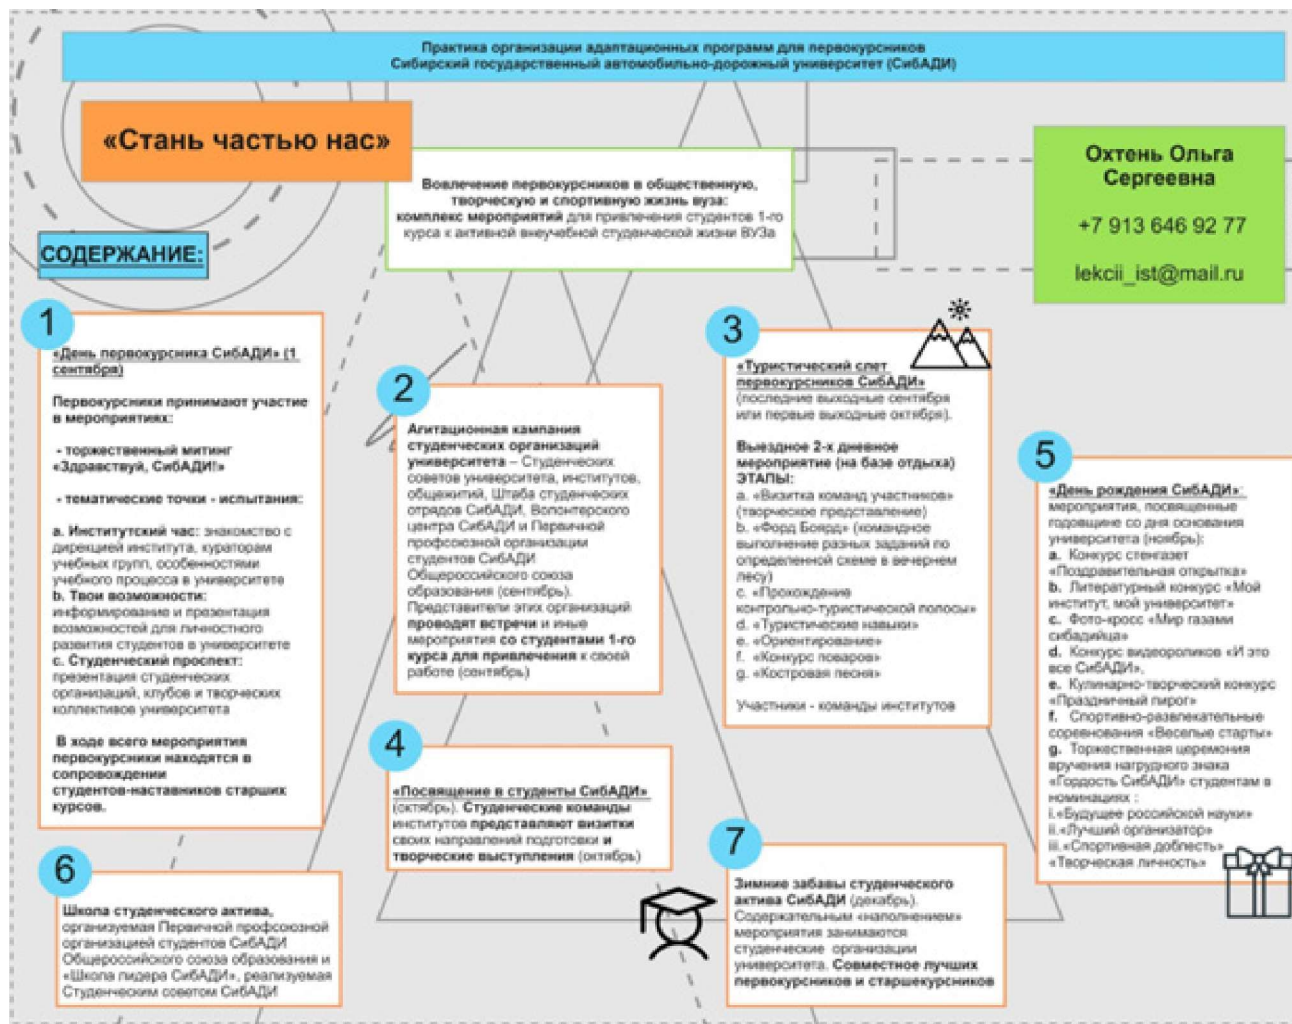 Практика организации адаптационных программ для первокурсников
Сибирский государственный автомобильно-дорожный университет (СибАДИ)
«Стань частью нас»
Вовлечение первокурсников в общественную,
творческую и спортивную жизнь вуза:
комплекс мероприятий для привлечения студентов 1-го
курса к активной внеучебной студенческой жизни ВУЗа
Охтень Ольга
Сергеевна
+7 913 646 92 77
lekcii_ist@mail.ru
СОДЕРЖАНИЕ:
1
«День первокурсника СибАДИ» (1
сентября)
Первокурсники принимают участие
в мероприятиях:
- торжественный митинг
«Здравствуй, СибАДИ!»
- тематические точки - испытания:
a. Институтский час: знакомство с
дирекцией института, кураторам
учебных групп, особенностями
учебного процесса в университете
b. Твои возможности:
информирование и презентация
возможностей для личностного
развития студентов в университете
c. Студенческий проспект:
презентация студенческих
организаций, клубов и творческих
коллективов университета
В ходе всего мероприятия
первокурсники находятся в
сопровождении
студентов-наставников старших
курсов.
2
Агитационная кампания
студенческих организаций
университета – Студенческих
советов университета, институтов,
общежитий, Штаба студенческих
отрядов СибАДИ, Волонтерского
центра СибАДИ и Первичной
профсоюзной организации
студентов СибАДИ
Общероссийского союза
образования (сентябрь).
Представители этих организаций
проводят встречи и иные
мероприятия со студентами 1-го
курса для привлечения к своей
работе (сентябрь)
3
«Туристический слет
первокурсников СибАДИ»
(последние выходные сентября
или первые выходные октября).
Выездное 2-х дневное
мероприятие (на базе отдыха)
ЭТАПЫ:
a. «Визитка команд участников»
(творческое представление)
b. «Форд Боярд» (командное
выполнение разных заданий по
определенной схеме в вечернем
лесу)
c. «Прохождение
контрольно-туристической полосы»
d. «Туристические навыки»
e. «Ориентирование»
f. «Конкурс поваров»
g. «Костровая песня»
Участники - команды институтов
4
«Посвящение в студенты СибАДИ»
(октябрь). Студенческие команды
институтов представляют визитки
своих направлений подготовки и
творческие выступления (октябрь)
5
«День рождения СибАДИ»:
мероприятия, посвященные
годовщине со дня основания
университета (ноябрь):
a. Конкурс стенгазет
«Поздравительная открытка»
b. Литературный конкурс «Мой
институт, мой университет»
c. Фото-кросс «Мир газами
сибадийца»
d. Конкурс видеороликов «И это
все СибАДИ»,
e. Кулинарно-творческий конкурс
«Праздничный пирог»
f. Спортивно-развлекательные
соревнования «Веселые старты»
g. Торжественная церемония
вручения нагрудного знака
«Гордость СибАДИ» студентам в
номинациях :
i.«Будущее российской науки»
ii.«Лучший организатор»
iii.«Спортивная доблесть»
«Творческая личность»
6
Школа студенческого актива,
организуемая Первичной профсоюзной
организацией студентов СибАДИ
Общероссийского союза образования и
«Школа лидера СибАДИ», реализуемая
Студенческим советом СибАДИ
7
Зимние забавы студенческого
актива СибАДИ (декабрь).
Содержательным «наполнением»
мероприятия занимаются
студенческие организации
университета. Совместное лучших
первокурсников и старшекурсников